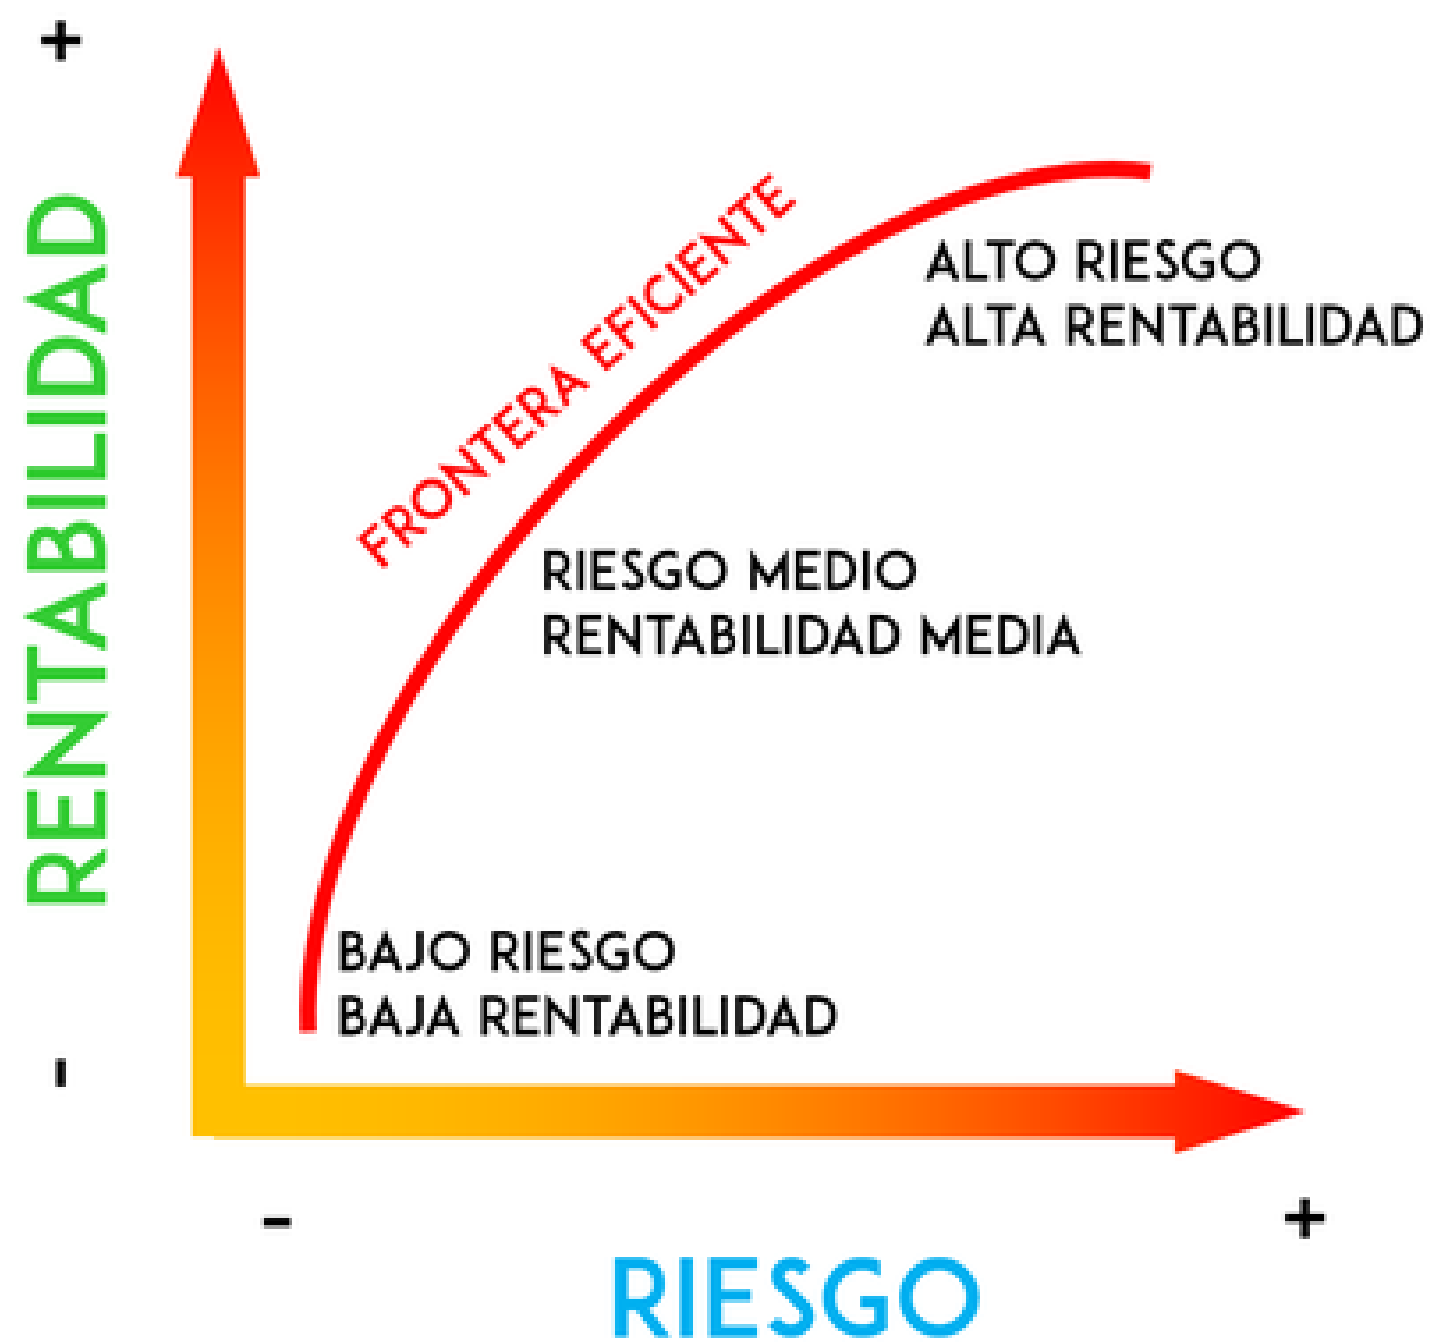 +
RENTABILIDAD
-
FRONTERA EFICIENTE
ALTO RIESGO
ALTA RENTABILIDAD
RIESGO MEDIO
RENTABILIDAD MEDIA
BAJO RIESGO
BAJA RENTABILIDAD
-
+
RIESGO